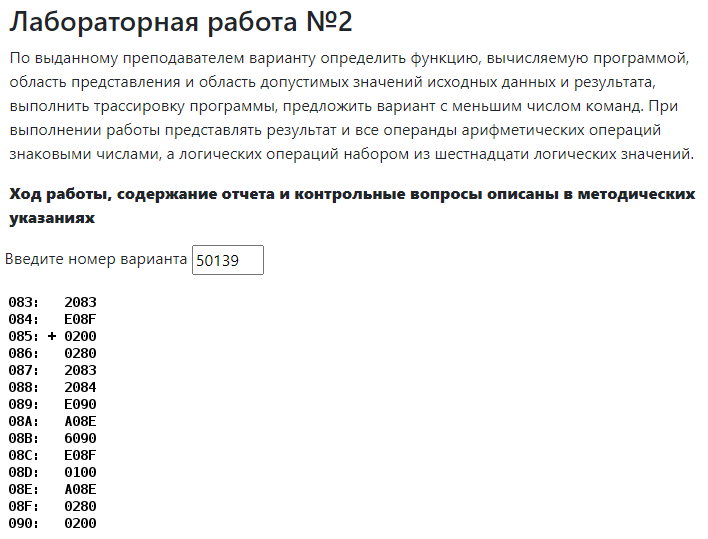 Лабораторная работа №2
По выданному преподавателем варианту определить функцию, вычисляемую программой,
область представления и область допустимых значений исходных данных и результата,
выполнить трассировку программы, предложить вариант с меньшим числом команд. При
выполнении работы представлять результат и все операнды арифметических операций
знаковыми числами, а логических операций набором из шестнадцати логических значений.
Ход работы, содержание отчета и контрольные вопросы описаны в методических
указаниях
Введите номер варианта 50139
083: 2083
084: E08F
085: + 0200
086: 0280
087: 2083
088: 2084
089: E090
08A: A08E
08B: 6090
08C: E08F
08D: 0100
08E: A08E
08F: 0280
090: 0200